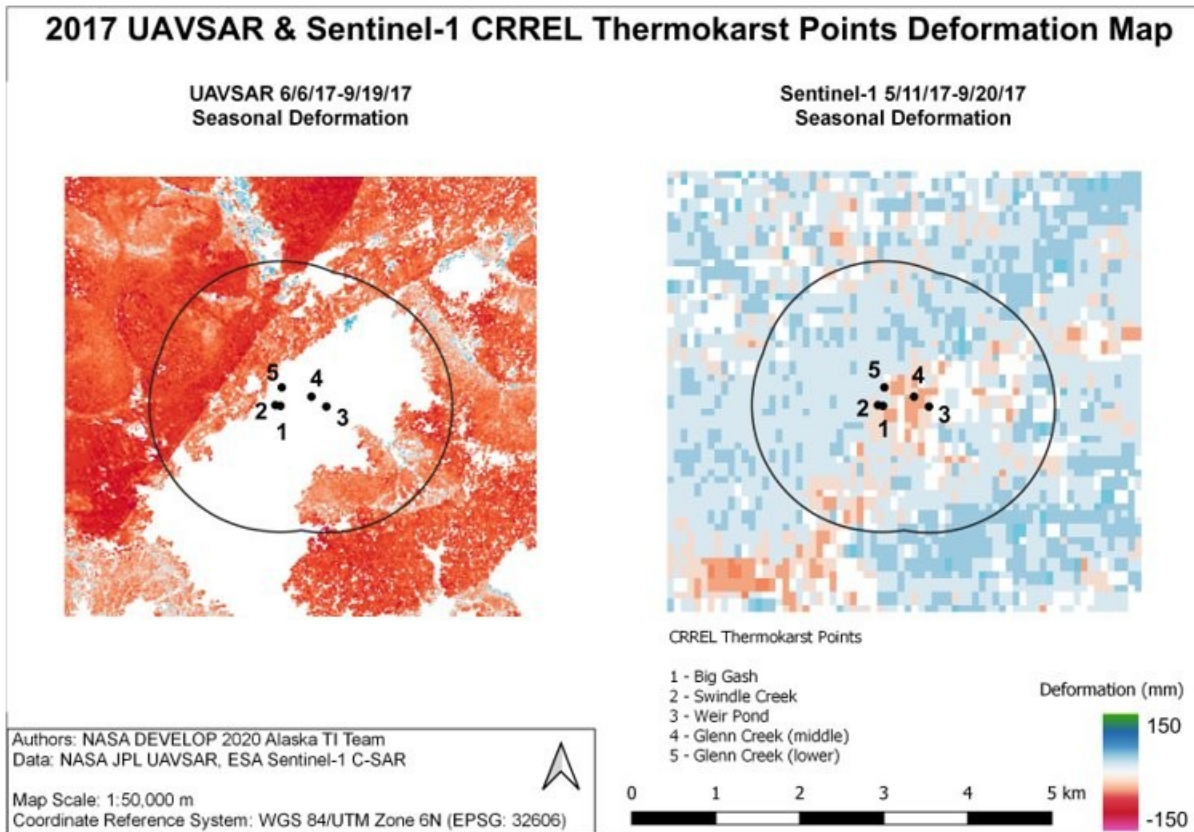 2017 UAVSAR & Sentinel-1 CRREL Thermokarst Points Deformation Map
UAVSAR 6/6/17-9/19/17
Seasonal Deformation
Sentinel-1 5/11/17-9/20/17
Seasonal Deformation
5
4
2
3
1
5
4
2
3
1
CRREL Thermokarst Points
1 - Big Gash
2 - Swindle Creek
3 - Weir Pond
4 - Glenn Creek (middle)
5 - Glenn Creek (lower)
Deformation (mm)
150
-150
0 1 2 3 4 5 km
Authors: NASA DEVELOP 2020 Alaska TI Team
Data: NASA JPL UAVSAR, ESA Sentinel-1 C-SAR
Map Scale: 1:50,000 m
Coordinate Reference System: WGS 84/UTM Zone 6N (EPSG: 32606)